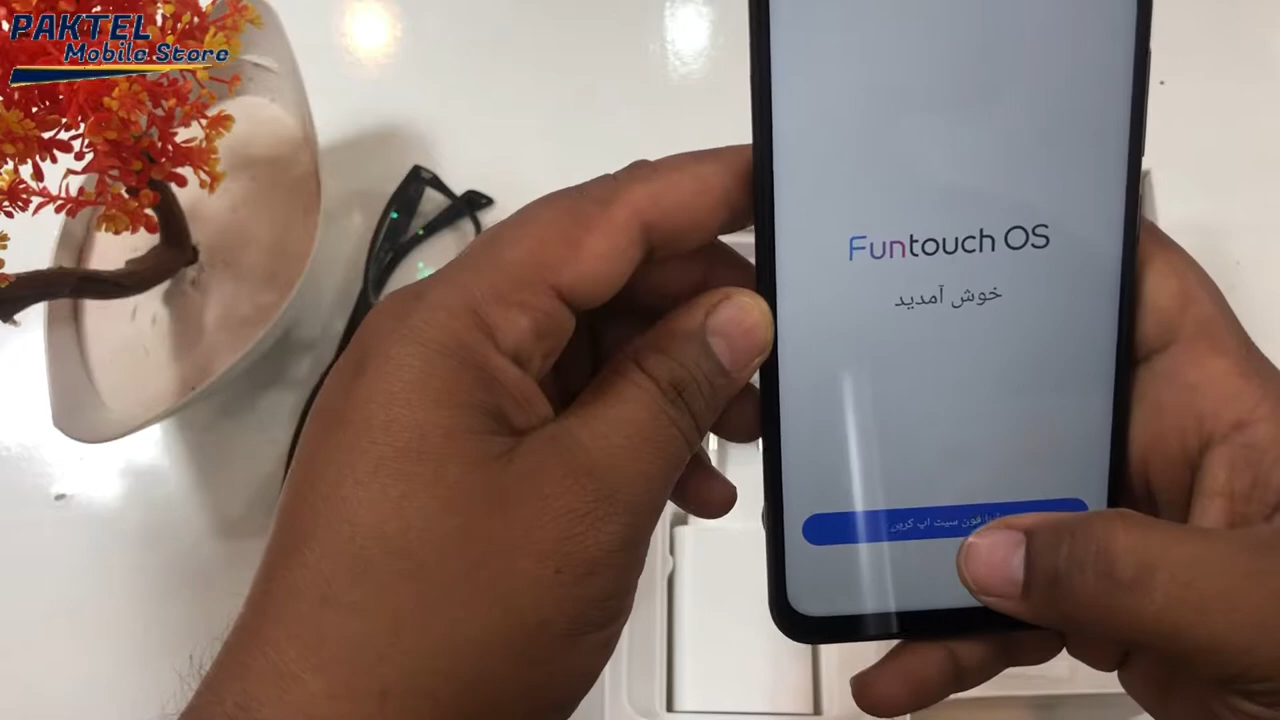 PAKTEL
Mobile Store
Funtouch OS
خوش آمدید
فون سیٹ اپ کریں